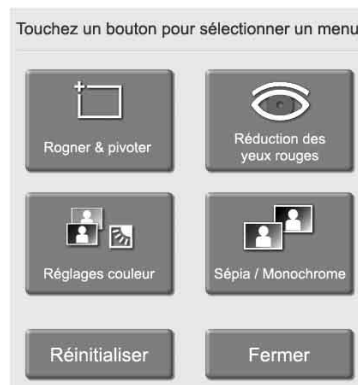 Touchez un bouton pour sélectionner un menu
Rogner & pivoter
Réduction des
yeux rouges
Réglages couleur
Sépia / Monochrome
Réinitialiser
Fermer